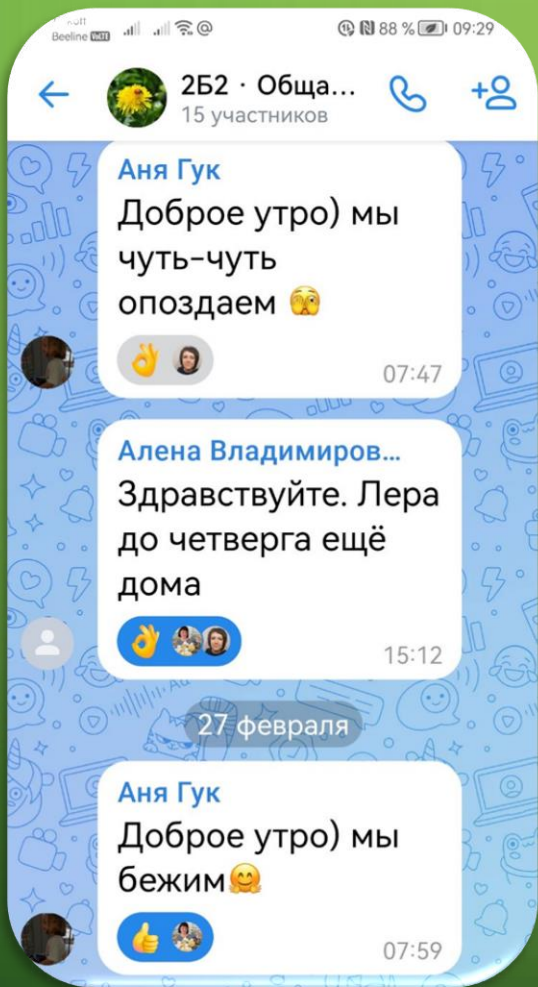 Beeline VoLTE
88 % 09:29
2Б2 · Обща...
15 участников
Аня Гук
Доброе утро) мы
чуть-чуть
опоздаем
07:47
Алена Владимиров...
Здравствуйте. Лера
до четверга ещё
дома
15:12
27 февраля
Аня Гук
Доброе утро) мы
бежим
07:59